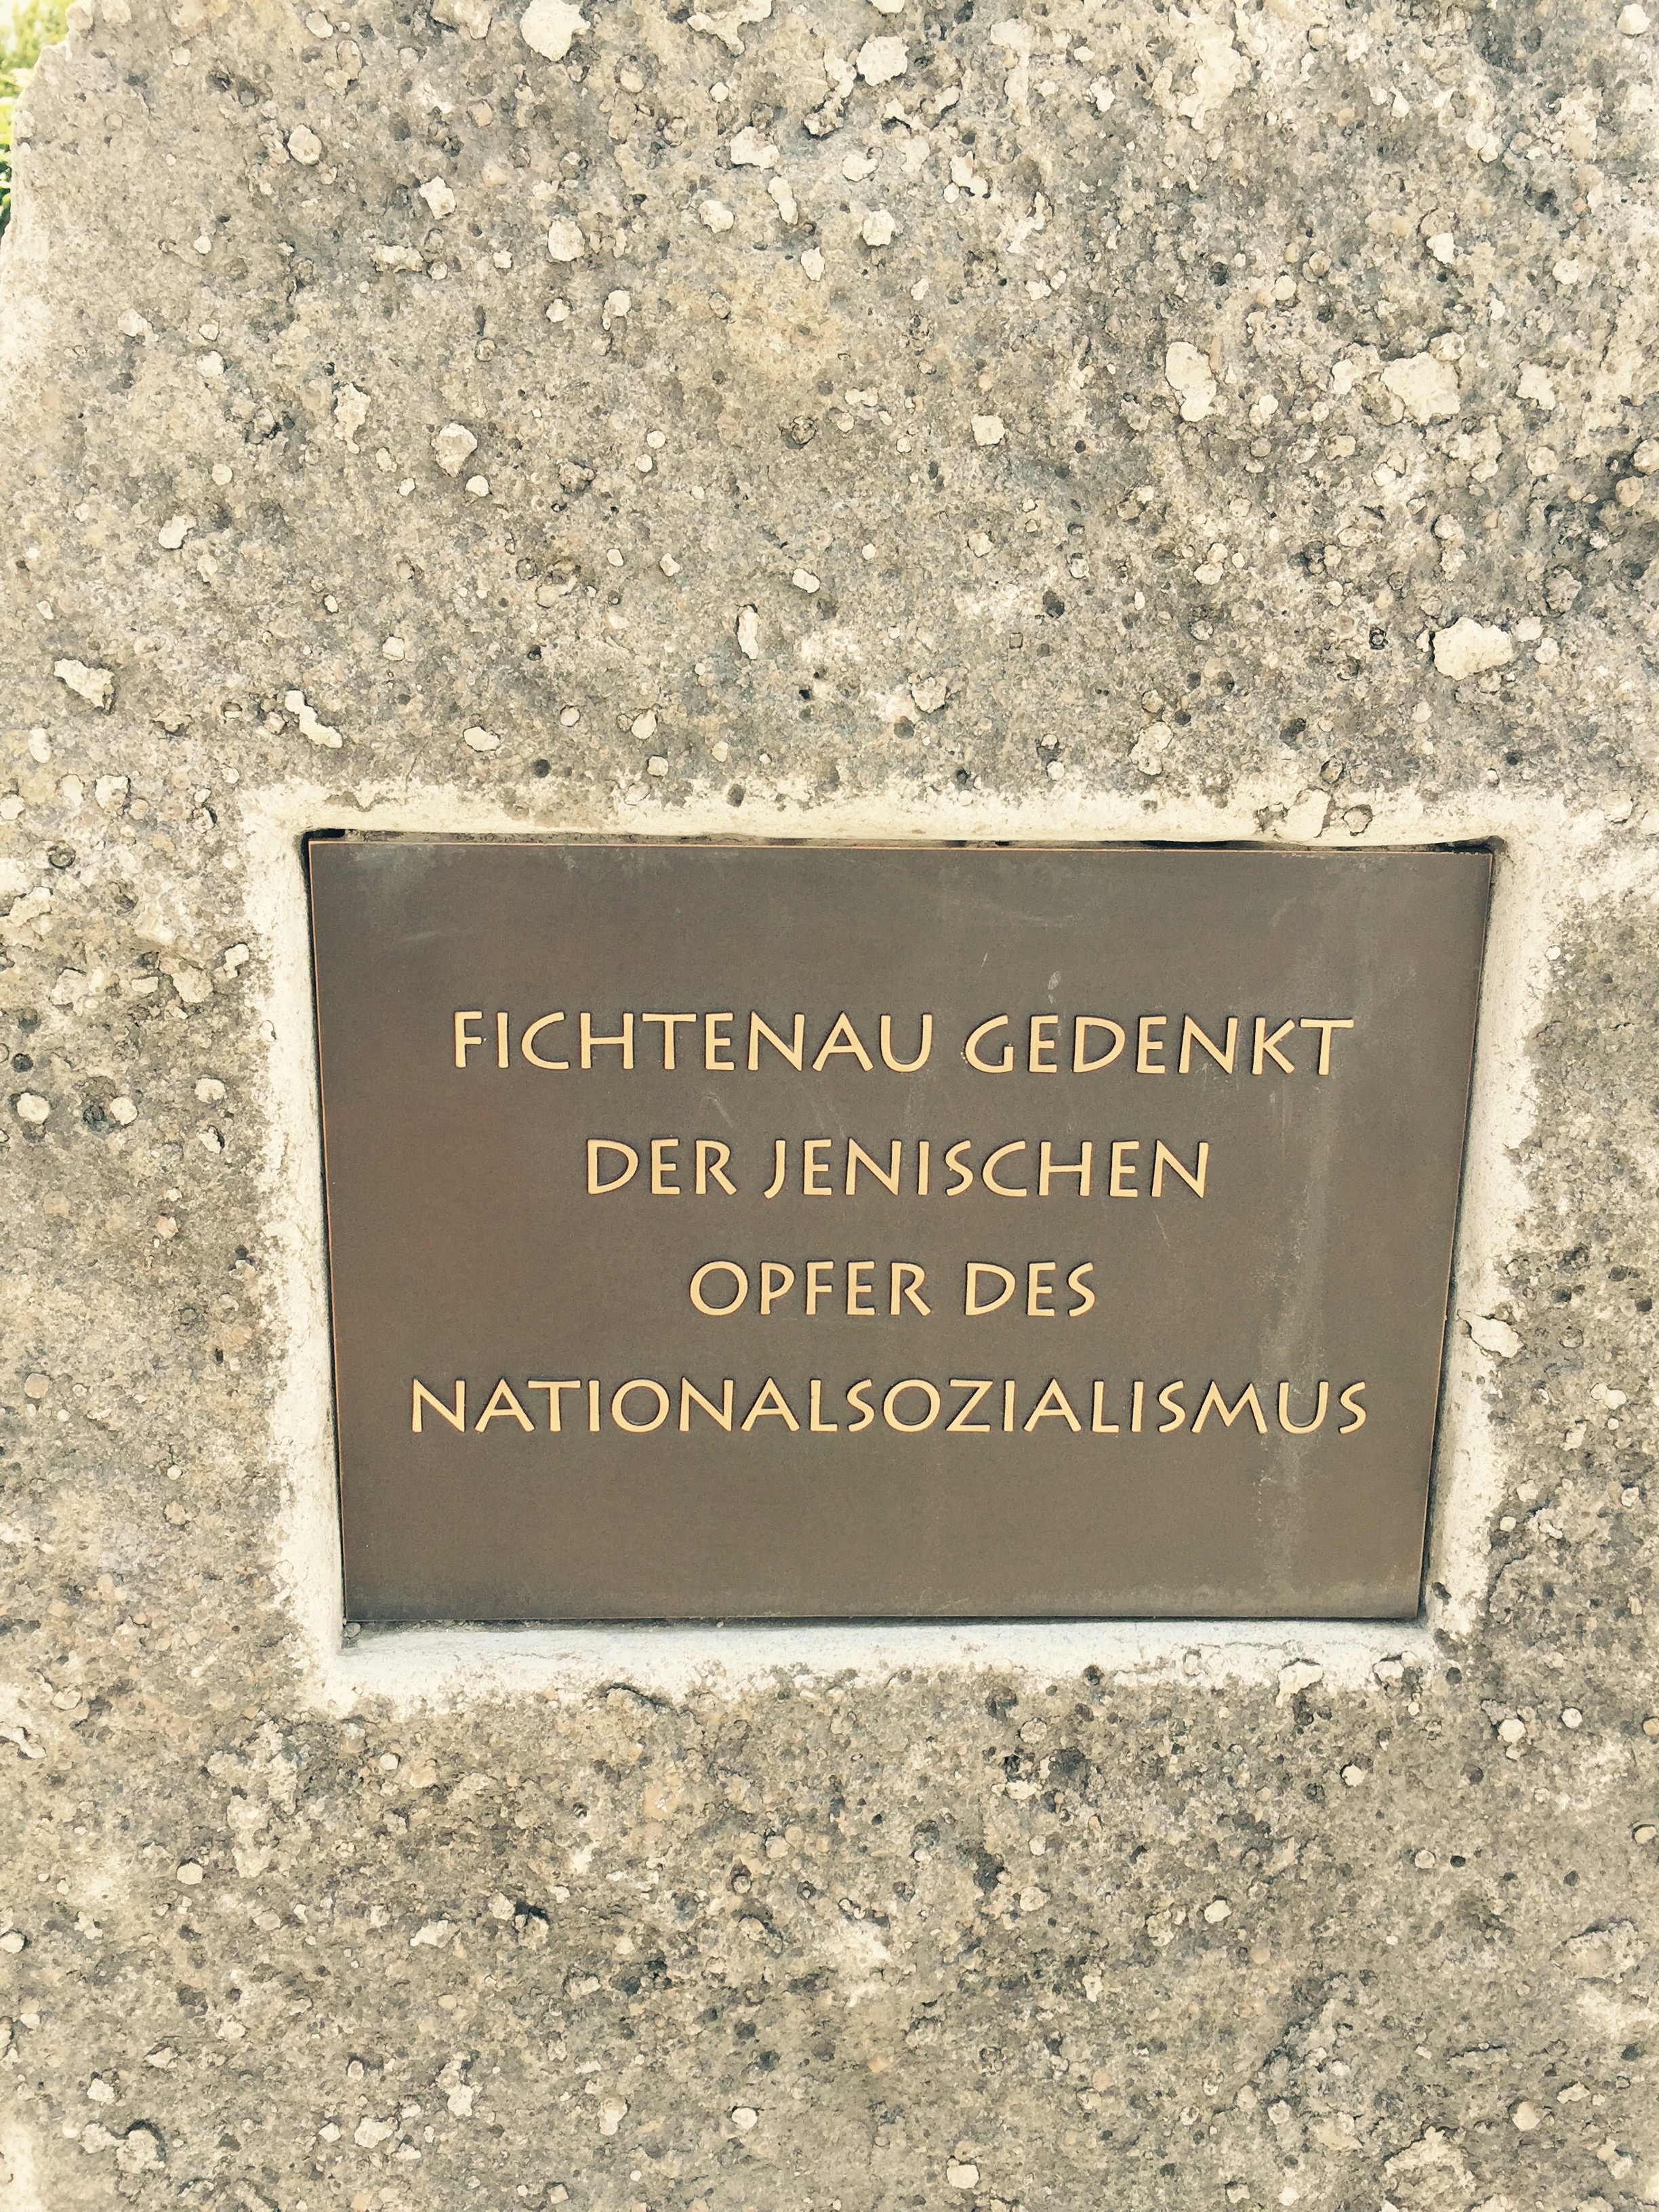 FICHTENAU GEDENKT
DER JENISCHEN
OPFER DES
NATIONALSOZIALISMUS